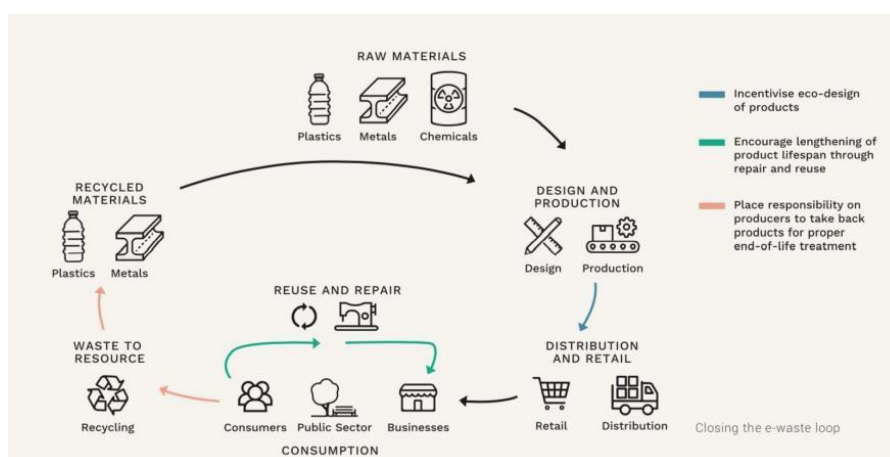 RAW MATERIALS
Plastics
Metals
Chemicals
Incentivise eco-design
of products
Encourage lengthening of
product lifespan through
repair and reuse
Place responsibility on
producers to take back
products for proper
end-of-life treatment
RECYCLED
MATERIALS
Plastics
Metals
DESIGN AND
PRODUCTION
Design
Production
REUSE AND REPAIR
WASTE TO
RESOURCE
Recycling
DISTRIBUTION
AND RETAIL
Retail
Distribution
Consumers
Public Sector
Businesses
CONSUMPTION
Closing the e-waste loop